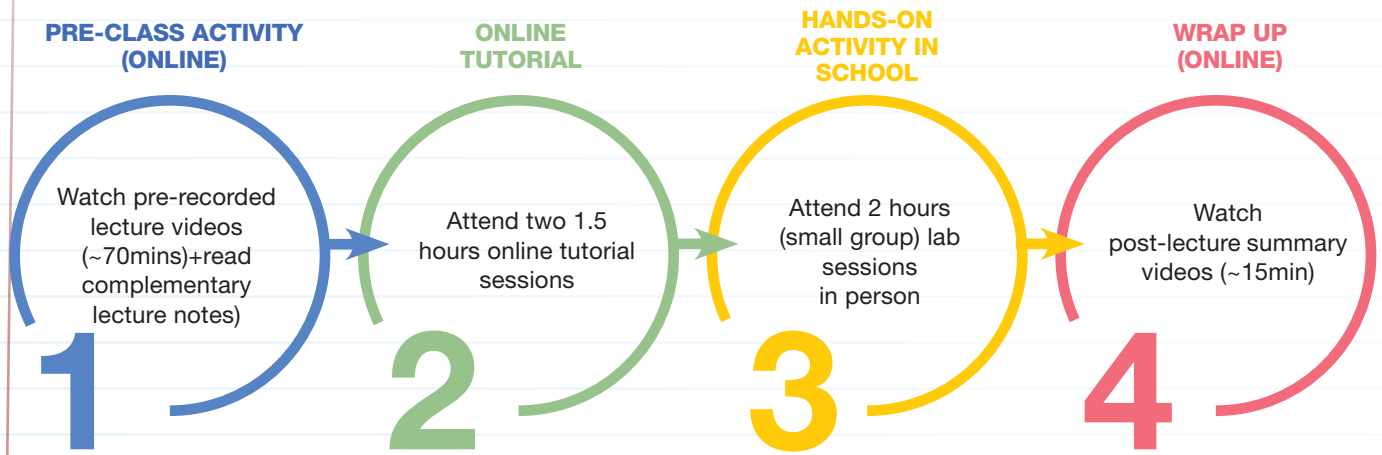 PRE-CLASS ACTIVITY
(ONLINE)
Watch pre-recorded
lecture videos
(~70mins)+read
complementary
lecture notes)
1
ONLINE
TUTORIAL
Attend two 1.5
hours online tutorial
sessions
2
HANDS-ON
ACTIVITY IN
SCHOOL
Attend 2 hours
(small group) lab
sessions
in person
3
WRAP UP
(ONLINE)
Watch
post-lecture summary
videos (~15min)
4